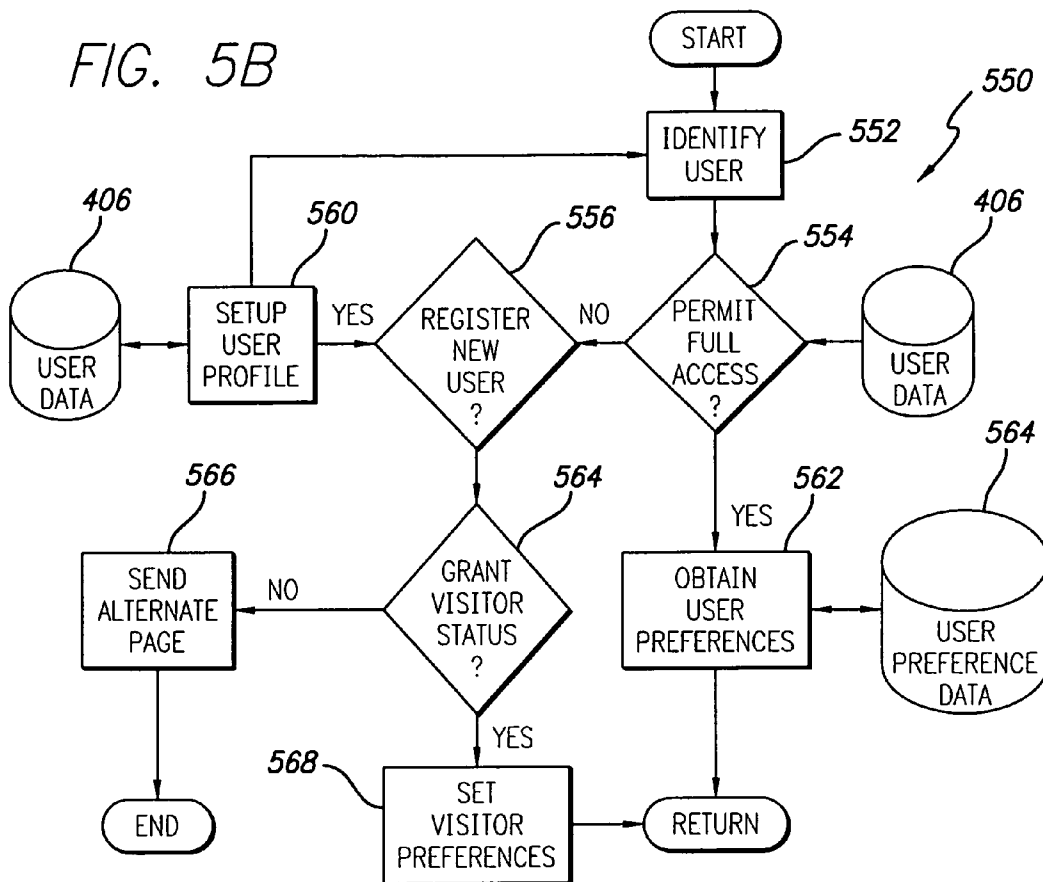 FIG. 5B
START
550
IDENTIFY
USER
552
406
560
556
554
406
SETUP
USER
PROFILE
YES
REGISTER
NEW
USER
?
NO
PERMIT
FULL
ACCESS
?
USER
DATA
USER
DATA
566
564
562
564
YES
SEND
ALTERNATE
PAGE
NO
GRANT
VISITOR
STATUS
?
OBTAIN
USER
PREFERENCES
USER
PREFERENCE
DATA
YES
568
END
SET
VISITOR
PREFERENCES
RETURN